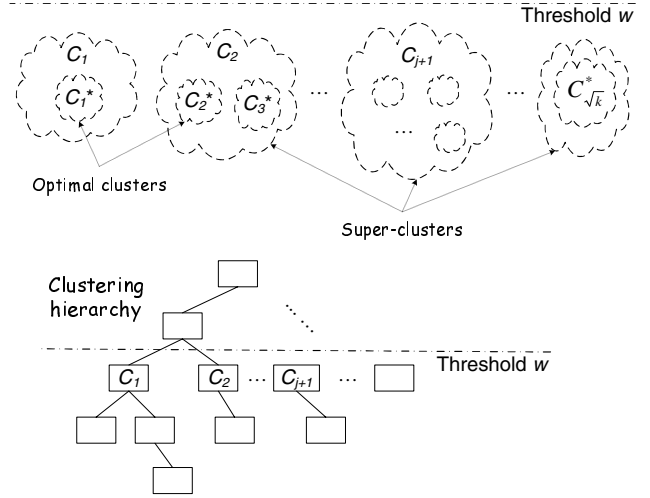 Threshold w
C₁ C₂ Cⱼ₊₁
C₁* C₂* C₃* ... ... C*√k
...
Optimal clusters
Super-clusters
Clustering
hierarchy
Threshold w
C₁ C₂ ... Cⱼ₊₁ ...